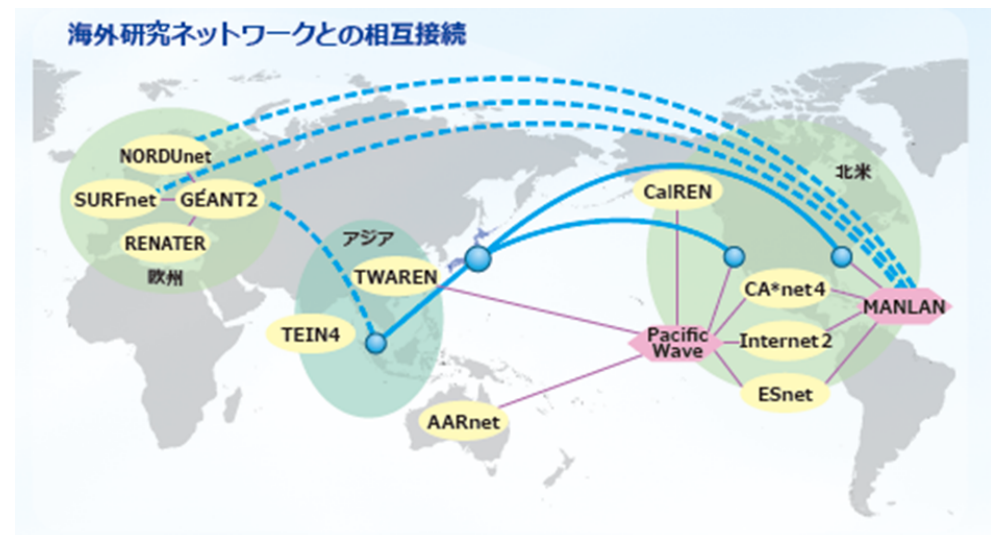 海外研究ネットワークとの相互接続
NORDUnet
SURFnet
GÉANT2
RENATER
欧州
アジア
TWAREN
TEIN4
AARnet
北米
CalREN
CA*net4
MANLAN
Pacific
Wave
Internet2
ESnet